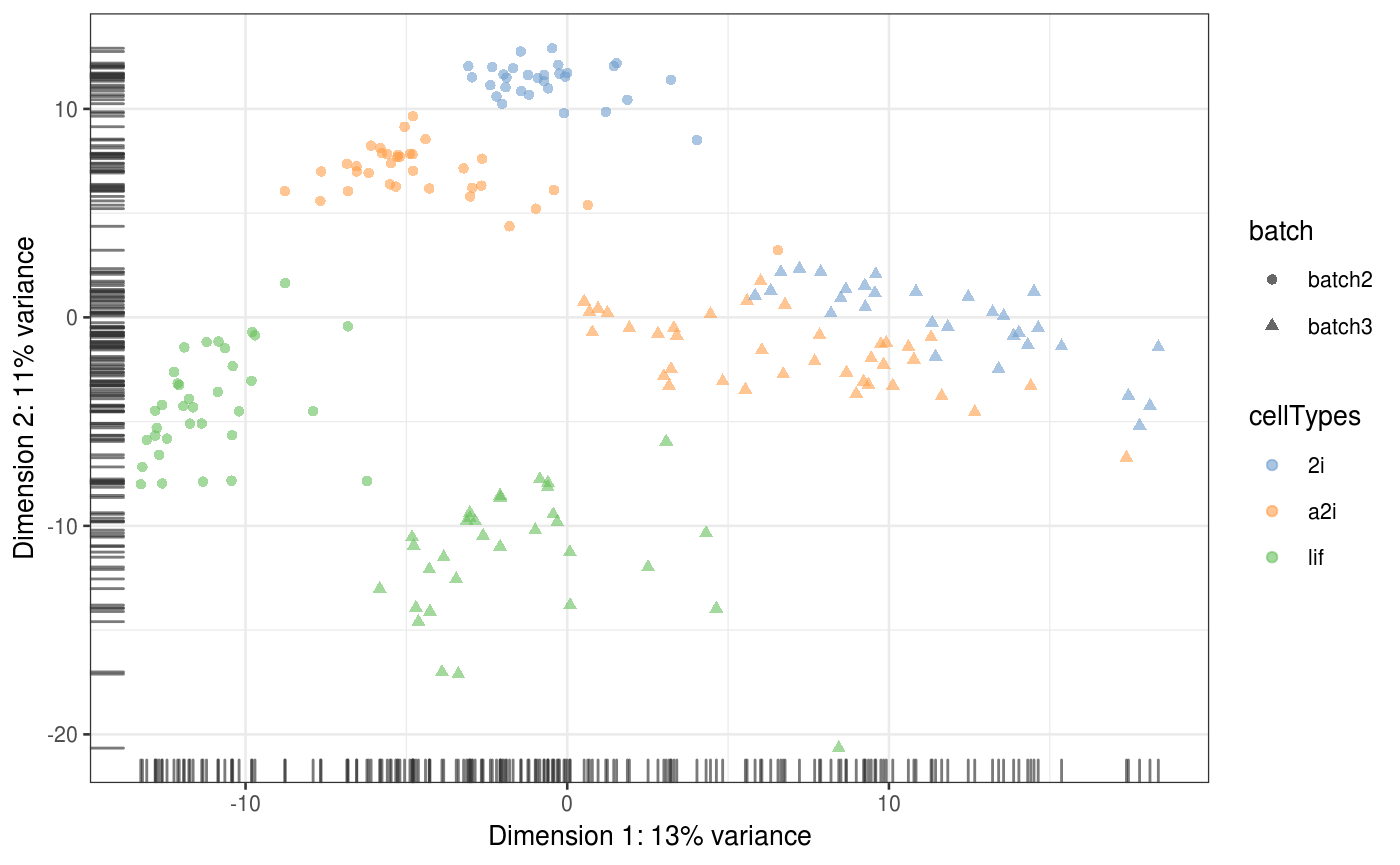 10
0
-10
-20
-10
0
10
Dimension 1: 13% variance
Dimension 2: 11% variance
batch
batch2
batch3
cellTypes
2i
a2i
lif